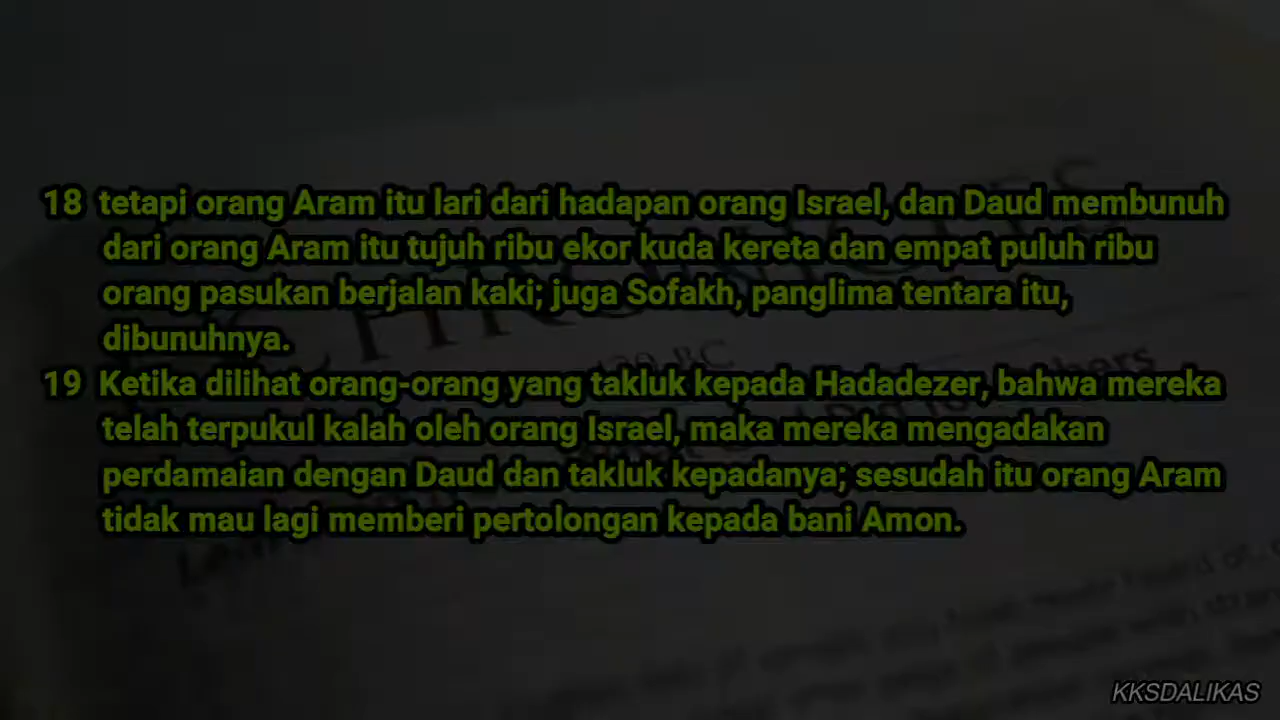 18 tetapi orang Aram itu lari dari hadapan orang Israel, dan Daud membunuh
dari orang Aram itu tujuh ribu ekor kuda kereta dan empat puluh ribu
orang pasukan berjalan kaki; juga Sofakh, panglima tentara itu,
dibunuhnya.
19 Ketika dilihat orang-orang yang takluk kepada Hadadezer, bahwa mereka
telah terpukul kalah oleh orang Israel, maka mereka mengadakan
perdamaian dengan Daud dan takluk kepadanya; sesudah itu orang Aram
tidak mau lagi memberi pertolongan kepada bani Amon.
CHRONICLES
KKSDALIKAS